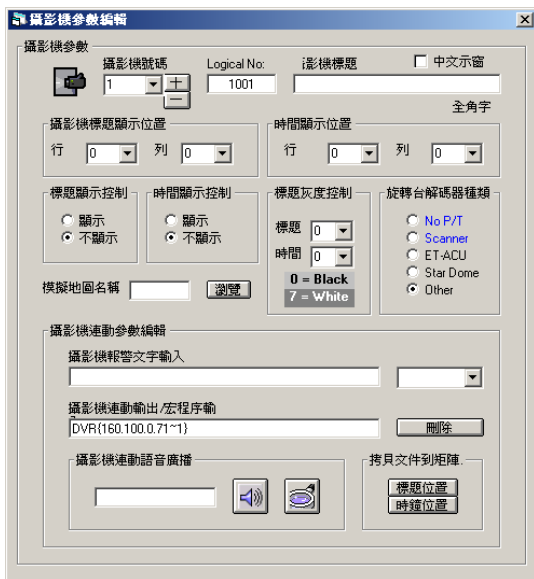 攝影機參數編輯
攝影機參數
攝影機號碼
Logical No:
澎機標題
中文示窗
1
1001
全角字
攝影機標題顯示位置
時間顯示位置
行
0
列
0
行
0
列
0
標題顯示控制
時間顯示控制
標題灰度控制
旋轉台解碼器種類
顯示
不顯示
顯示
不顯示
標題
0
時間
0
0 = Black
7 = White
No P/T
Scanner
ET-ACU
Star Dome
Other
模擬地圖名稱
瀏覽
攝影機連動參數編輯
攝影機報警文字輸入
攝影機連動輸出/宏程序輸
DVR{160.100.0.71~1}
刪除
攝影機連動語音廣播
拷貝文件到矩陣.
標題位置
時鐘位置